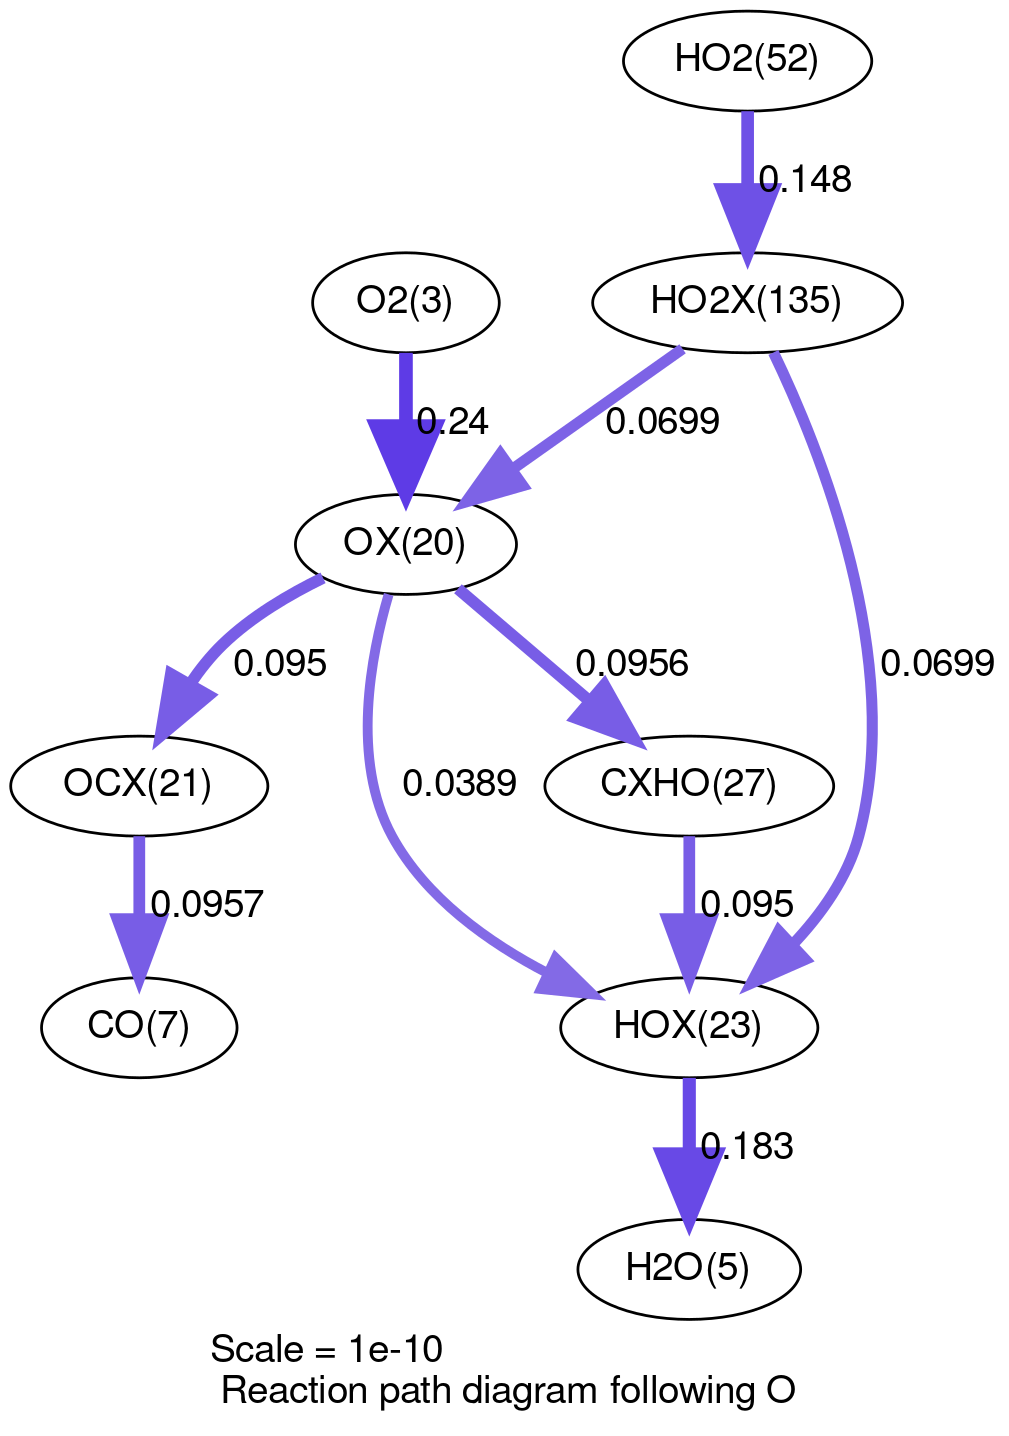 HO2(52)
0.148
O2(3)
HO2X(135)
0.24
0.0699
OX(20)
0.095
0.0956
0.0699
OCX(21)
0.0389
CXHO(27)
0.0957
0.095
CO(7)
HOX(23)
0.183
H2O(5)
Scale = 1e-10
Reaction path diagram following O